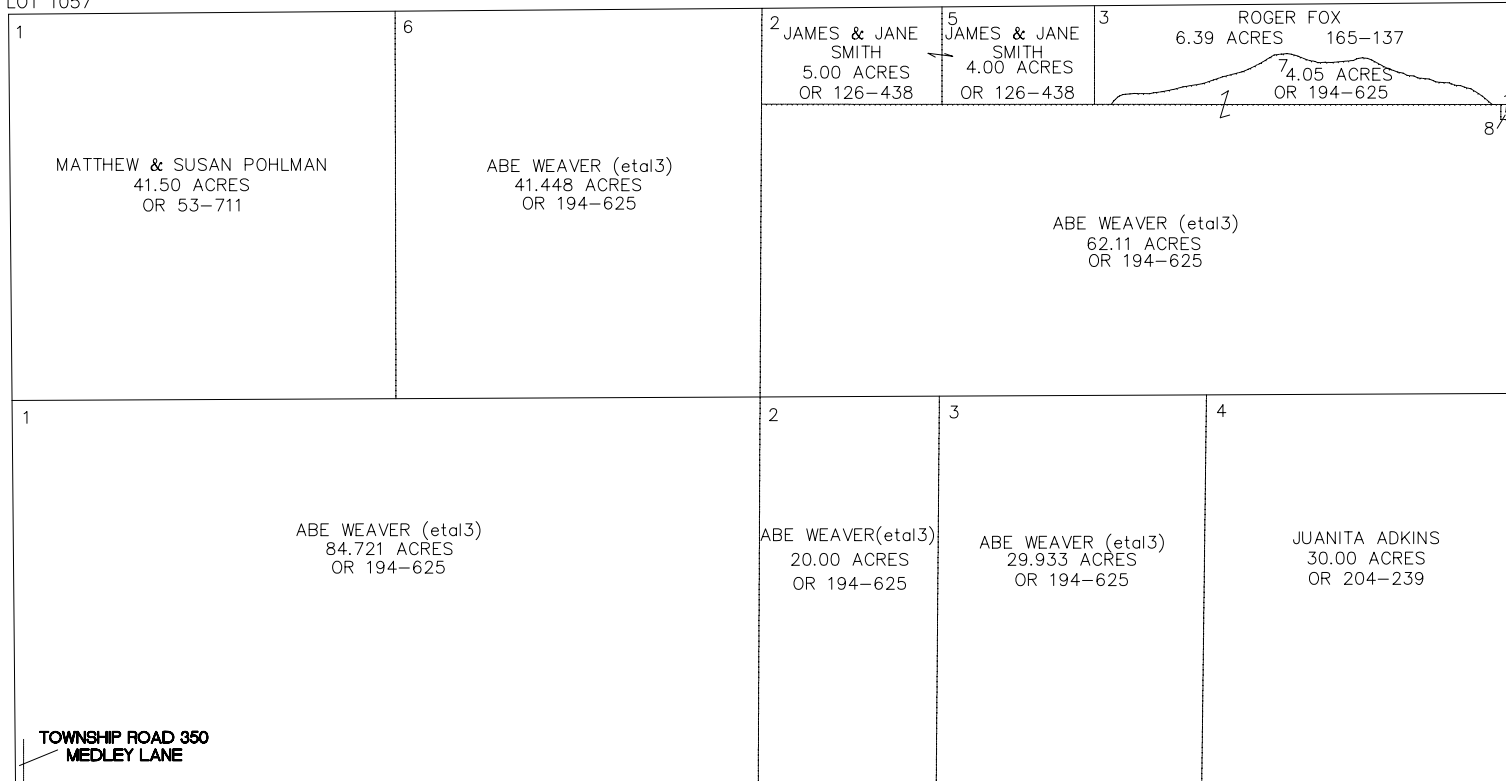 LOT 1057
1
MATTHEW & SUSAN POHLMAN
41.50 ACRES
OR 53-711
6
ABE WEAVER (etal3)
41.448 ACRES
OR 194-625
2
JAMES & JANE
SMITH
5.00 ACRES
OR 126-438
5
JAMES & JANE
SMITH
4.00 ACRES
OR 126-438
3
ROGER FOX
6.39 ACRES 165-137
7
4.05 ACRES
OR 194-625
8
ABE WEAVER (etal3)
62.11 ACRES
OR 194-625
1
ABE WEAVER (etal3)
84.721 ACRES
OR 194-625
TOWNSHIP ROAD 350
MEDLEY LANE
2
ABE WEAVER(etal3)
20.00 ACRES
OR 194-625
3
ABE WEAVER (etal3)
29.933 ACRES
OR 194-625
4
JUANITA ADKINS
30.00 ACRES
OR 204-239